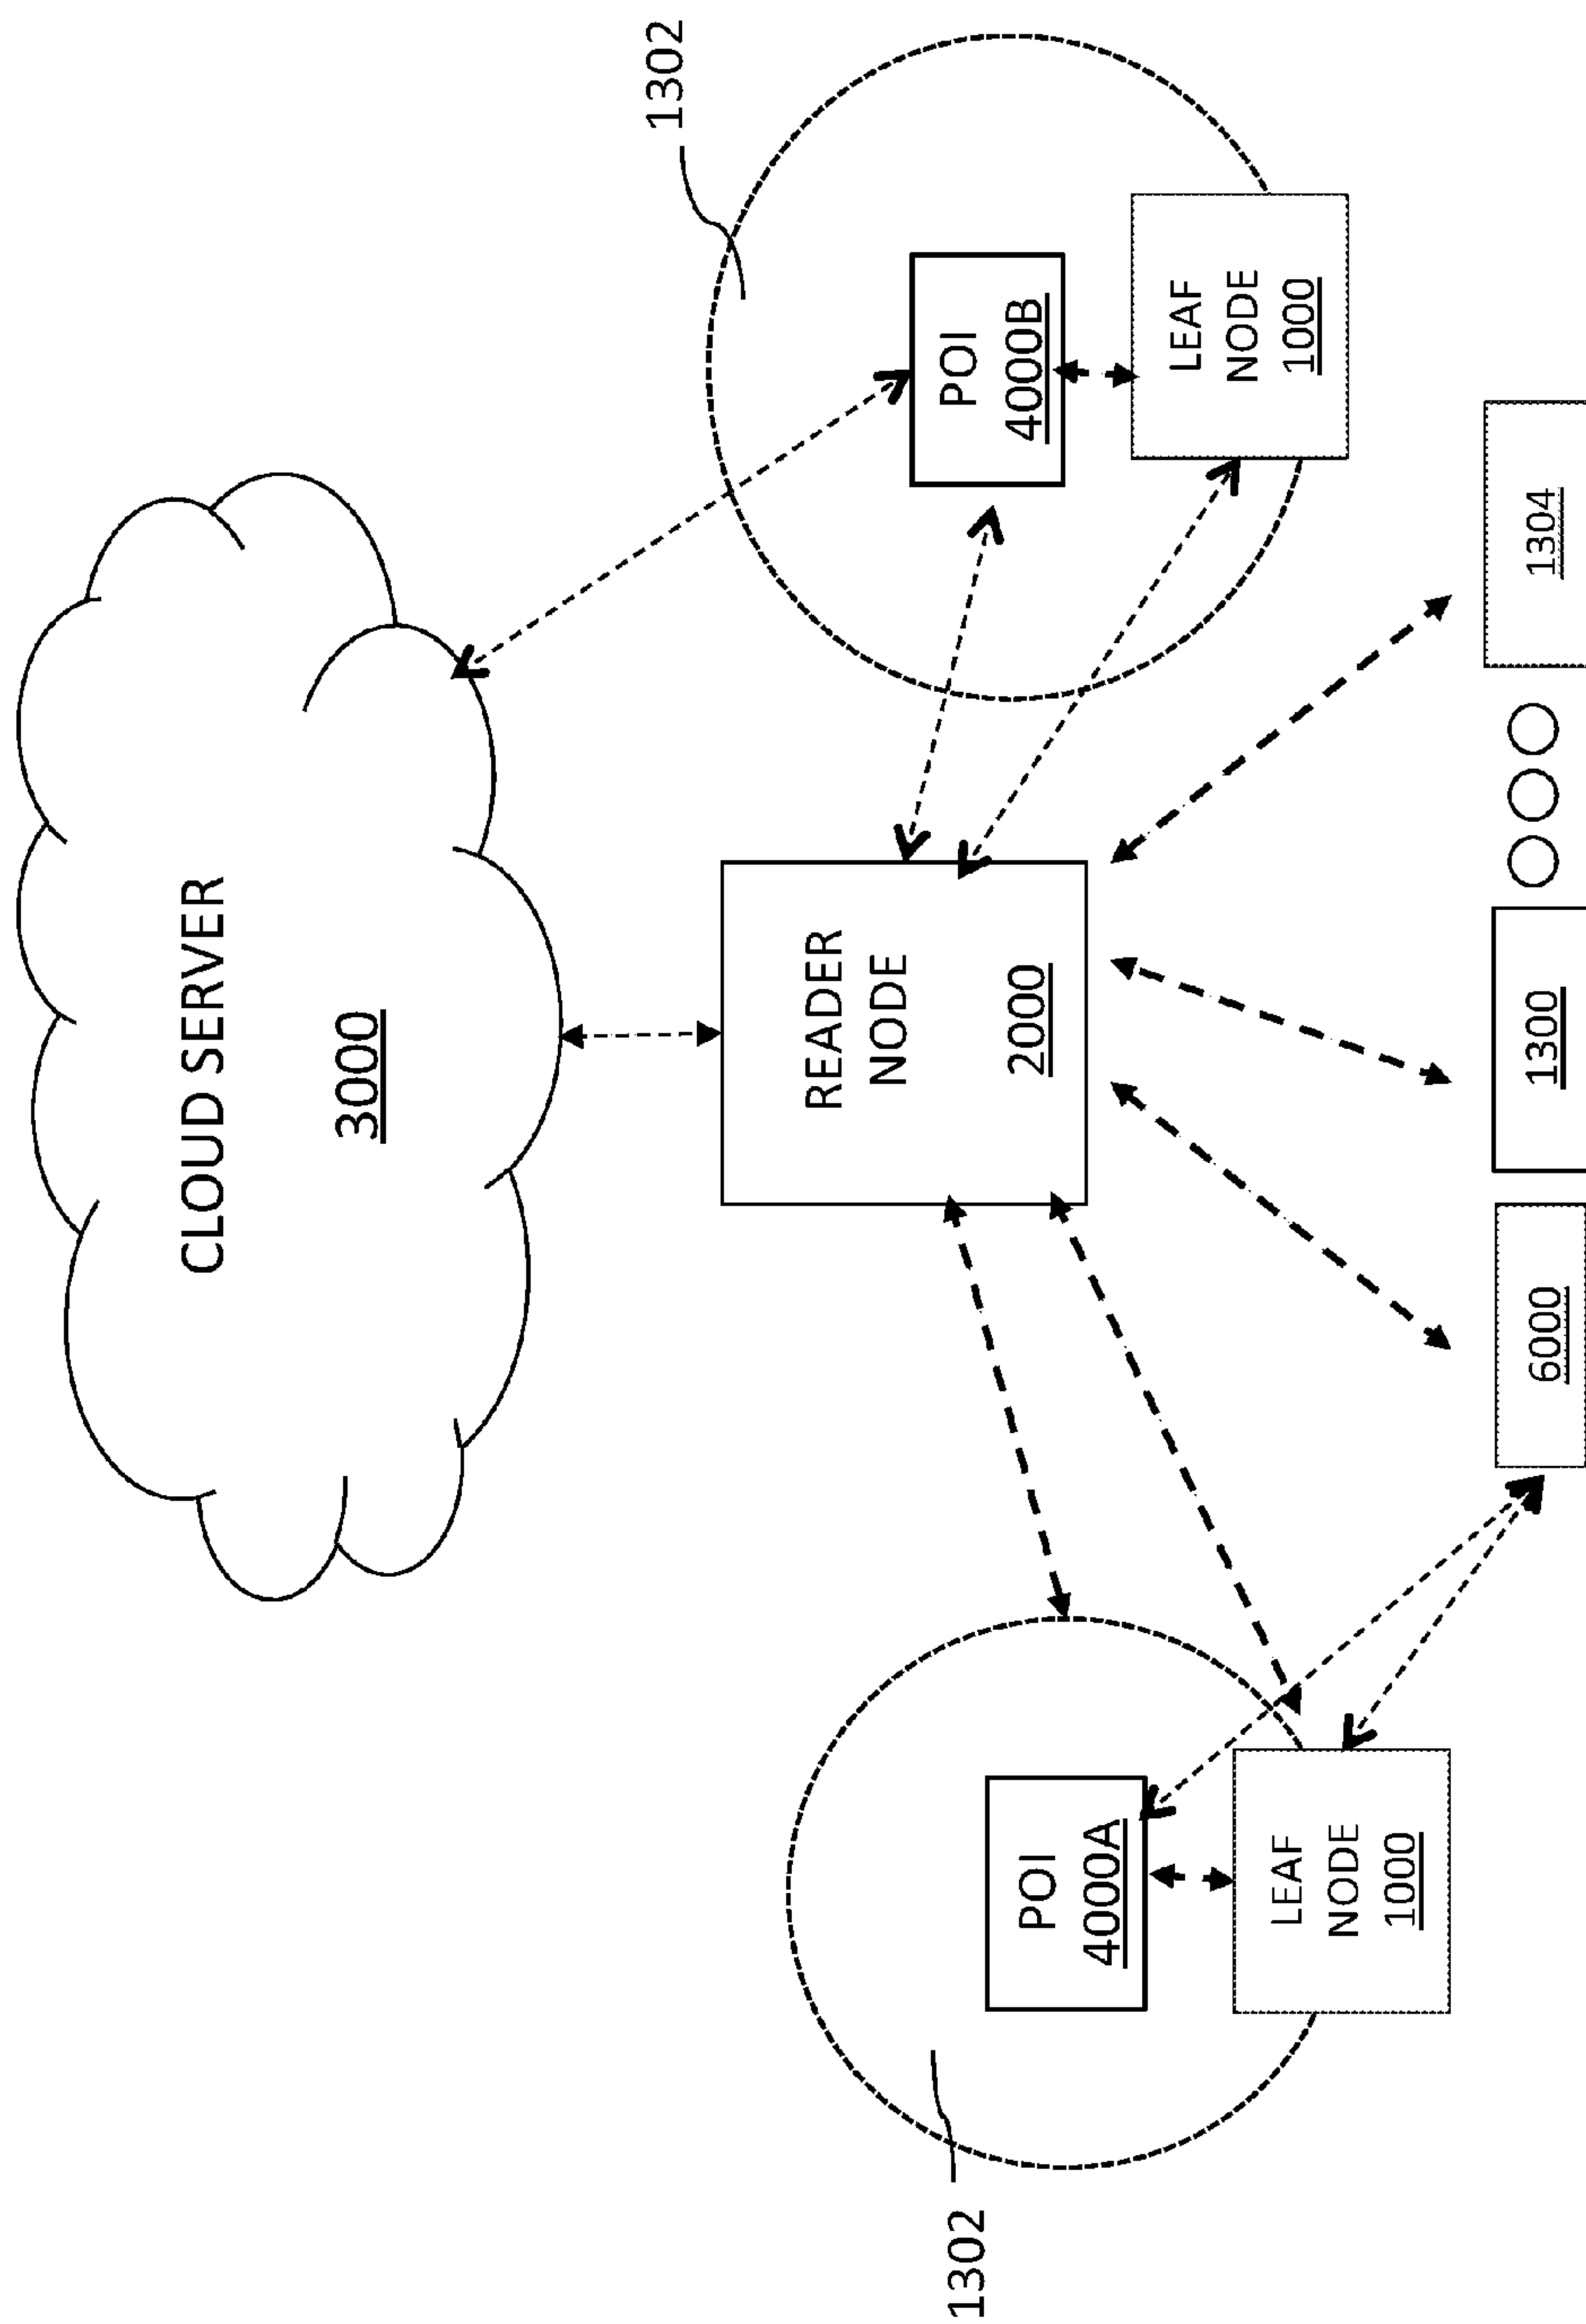 CLOUD SERVER
3000
1302
READER
NODE
2000
POI
4000B
LEAF
NODE
1000
1302
POI
4000A
LEAF
NODE
1000
6000
1300
1304